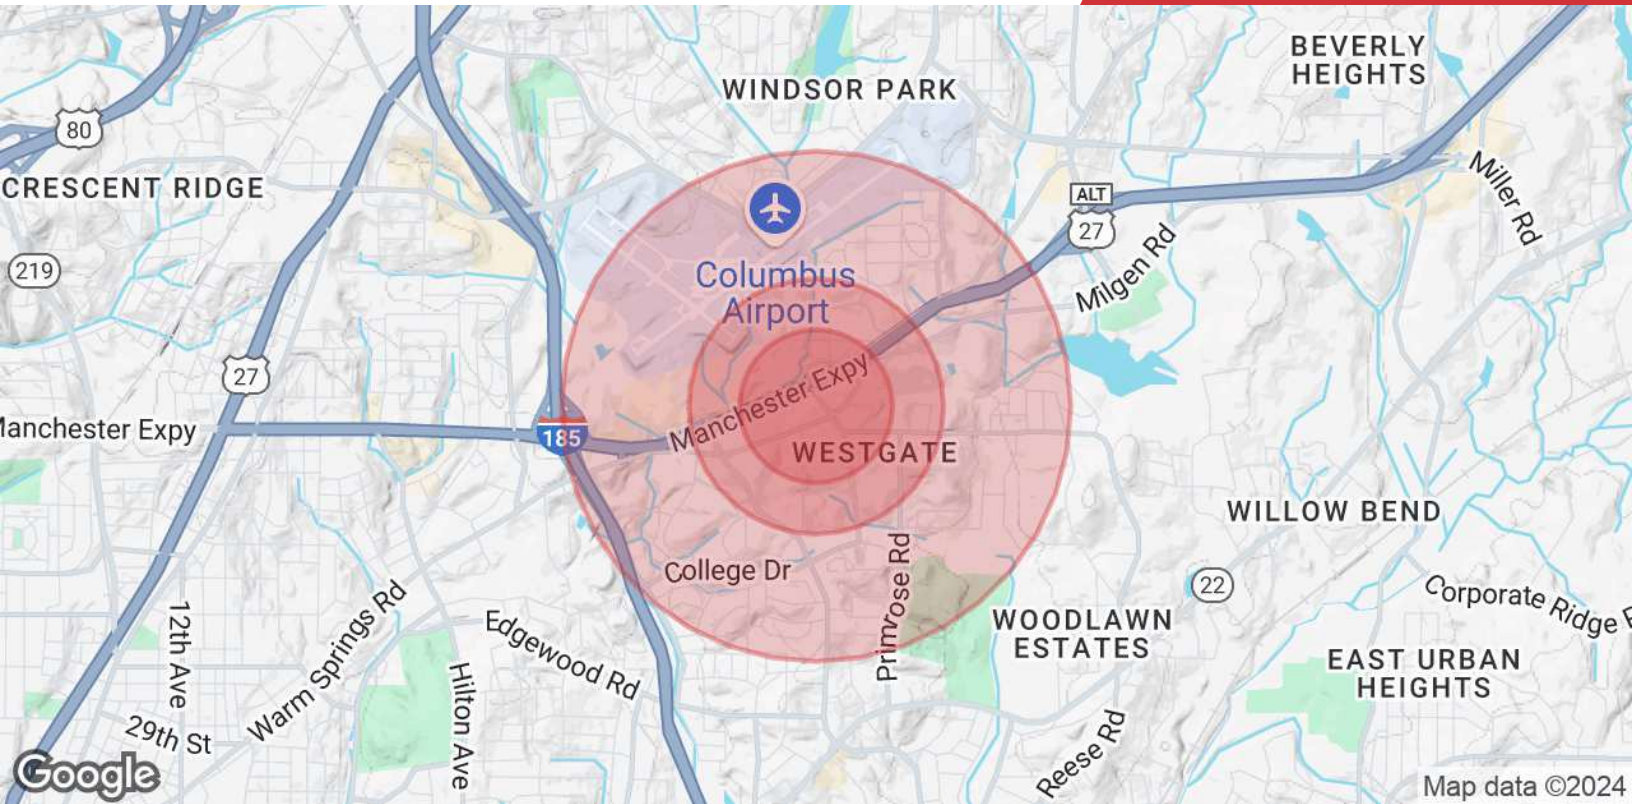 BEVERLY
HEIGHTS
WINDSOR PARK
80
CRESCENT RIDGE
Miller Rd
ALT
27
219
Columbus
Airport
Milgen Rd
27
Manchester Expy
Manchester Expy
185
WESTGATE
WILLOW BEND
College Dr
Primrose Rd
22
Corporate Ridge
12th Ave
Warm Springs Rd
Edgewood Rd
WOODLAWN
ESTATES
EAST URBAN
HEIGHTS
Hilton Ave
29th St
Reese Rd
Google
Map data ©2024